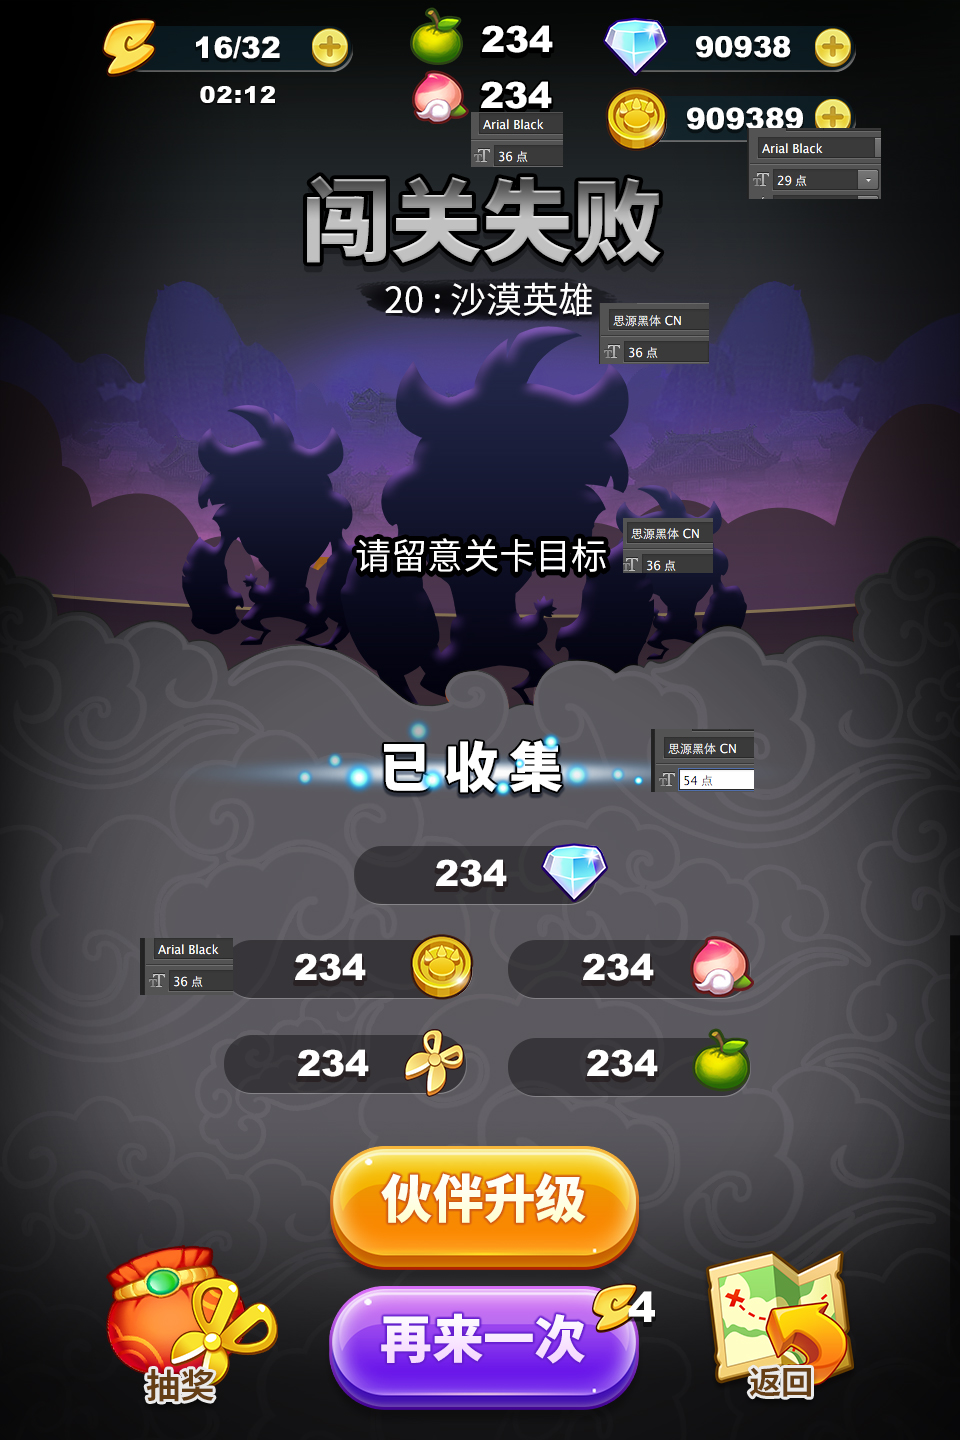 16/32
234
90938
02:12
234
909389
Arial Black
36 点
Arial Black
29 点
闯关失败
20 : 沙漠英雄
思源黑体 CN
36 点
请留意关卡目标
思源黑体 CN
36 点
已收集
思源黑体 CN
54 点
234
Arial Black
36 点
234
234
234
234
伙伴升级
再来一次
4
抽奖
返回